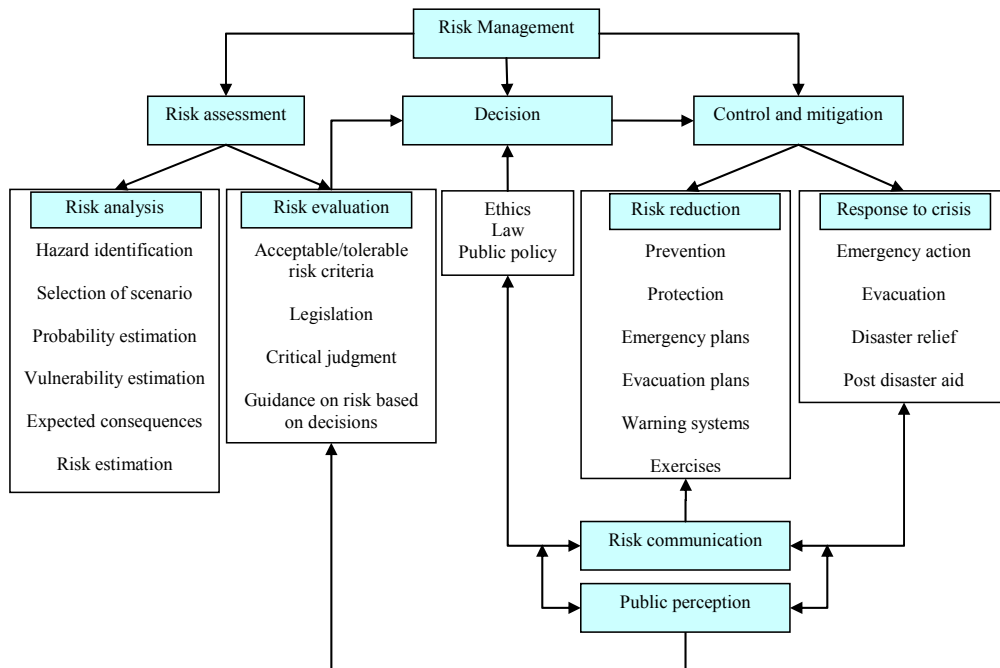 Risk Management
Risk assessment
Decision
Control and mitigation
Risk analysis
Hazard identification
Selection of scenario
Probability estimation
Vulnerability estimation
Expected consequences
Risk estimation
Risk evaluation
Acceptable/tolerable
risk criteria
Legislation
Critical judgment
Guidance on risk based
on decisions
Ethics
Law
Public policy
Risk reduction
Prevention
Protection
Emergency plans
Evacuation plans
Warning systems
Exercises
Response to crisis
Emergency action
Evacuation
Disaster relief
Post disaster aid
Risk communication
Public perception